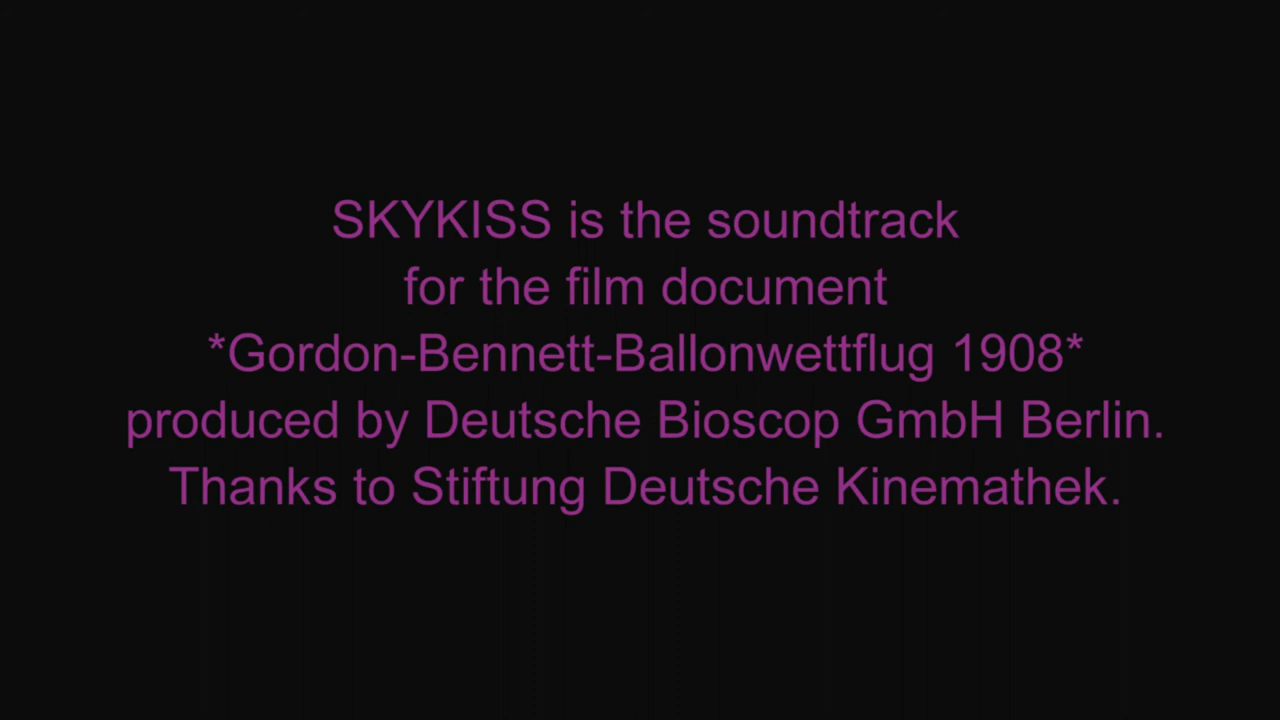 SKYKISS is the soundtrack
for the film document
*Gordon-Bennett-Ballonwettflug 1908*
produced by Deutsche Bioscop GmbH Berlin.
Thanks to Stiftung Deutsche Kinemathek.